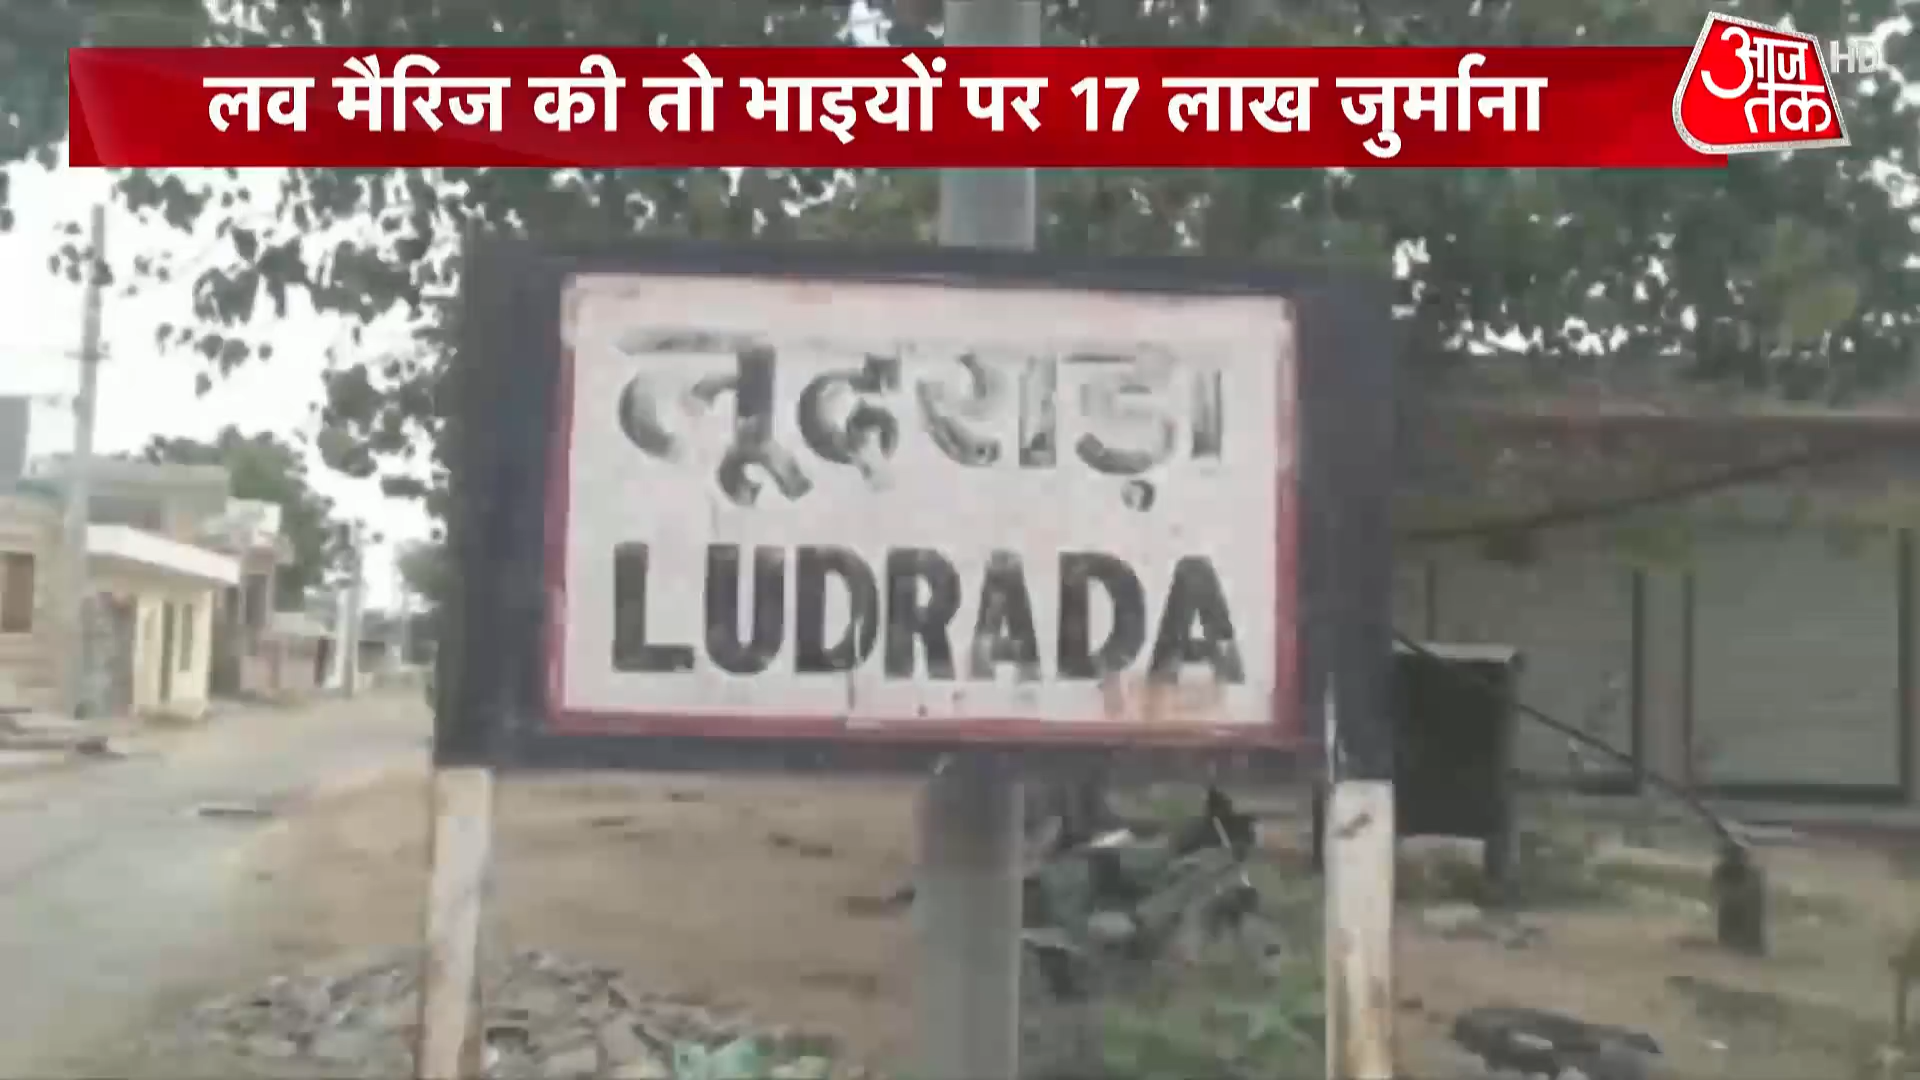 लव मैरिज की तो भाइयों पर 17 लाख जुर्माना
आज
तक
HD
लूदराड़ा
LUDRADA